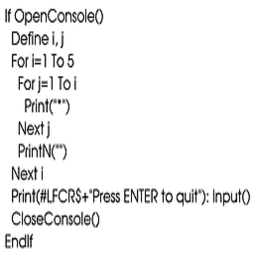 If OpenConsole()
Define i, j
For i=1 To 5
For j=1 To i
Print("*")
Next j
PrintN("")
Next i
Print(#LFCR$+"Press ENTER to quit"): Input()
CloseConsole()
EndIf